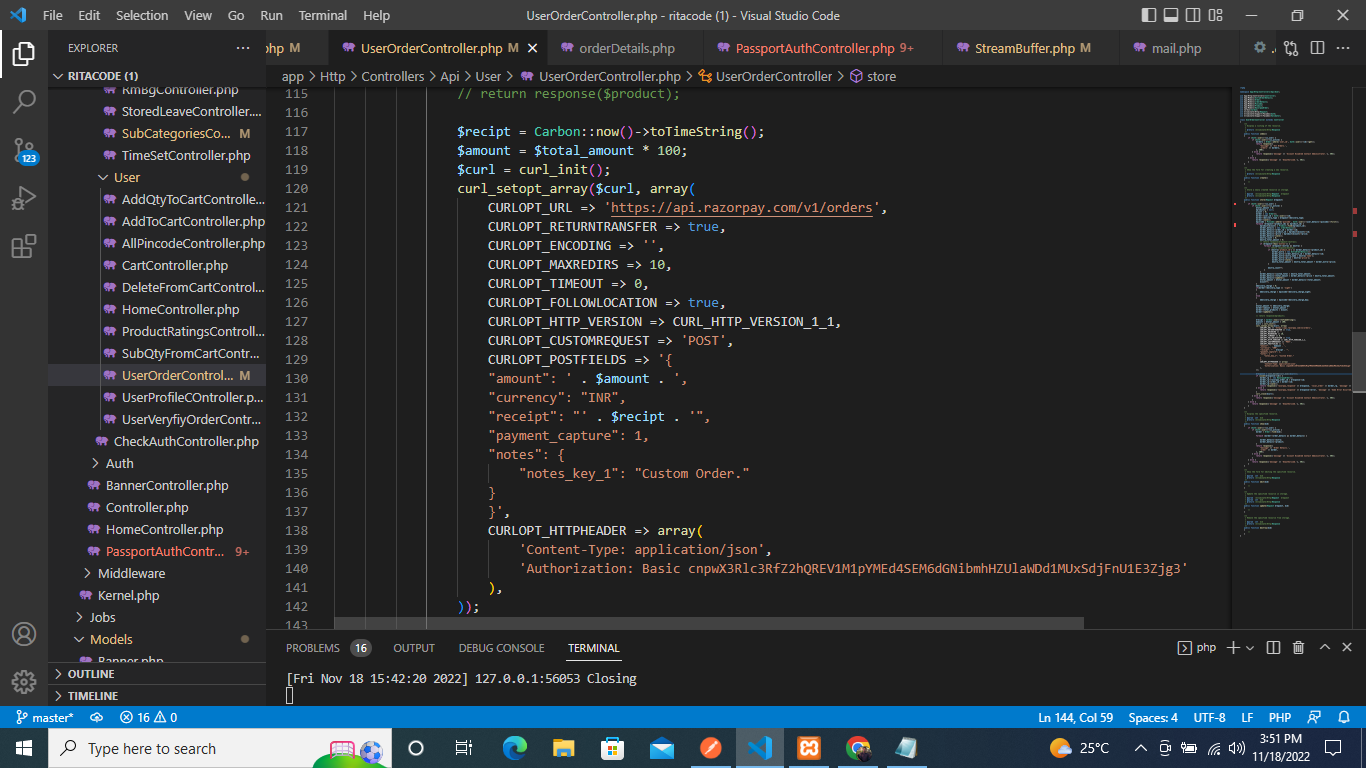 File Edit Selection View Go Run Terminal Help
UserOrderController.php - ritacode (1) - Visual Studio Code
EXPLORER
RITACODE (1)
RmBgController.php
StoredLeaveController....
SubCategoriesCo... M
TimeSetController.php
User
AddQtyToCartControlle...
AddToCartController.php
AllPincodeController.php
CartController.php
DeleteFromCartControl...
HomeController.php
ProductRatingsControll...
SubQtyFromCartContr...
UserOrderControl... M
UserProfileCOntroller.p...
UserVeryfiyOrderContr...
CheckAuthController.php
Auth
BannerController.php
Controller.php
HomeController.php
PassportAuthContr... 9+
Middleware
Kernel.php
Jobs
Models
Banner.php
OUTLINE
TIMELINE
123
php M
UserOrderController.php M
orderDetails.php
PassportAuthController.php 9+
StreamBuffer.php M
mail.php
app > Http > Controllers > Api > User > UserOrderController.php > UserOrderController > store
115 // return response($product);
116
117 $recipt = Carbon::now()->toTimeString();
118 $amount = $total_amount * 100;
119 $curl = curl_init();
120 curl_setopt_array($curl, array(
121 CURLOPT_URL => 'https://api.razorpay.com/v1/orders',
122 CURLOPT_RETURNTRANSFER => true,
123 CURLOPT_ENCODING => '',
124 CURLOPT_MAXREDIRS => 10,
125 CURLOPT_TIMEOUT => 0,
126 CURLOPT_FOLLOWLOCATION => true,
127 CURLOPT_HTTP_VERSION => CURL_HTTP_VERSION_1_1,
128 CURLOPT_CUSTOMREQUEST => 'POST',
129 CURLOPT_POSTFIELDS => '{
130 "amount": ' . $amount . ',
131 "currency": "INR",
132 "receipt": "' . $recipt . '",
133 "payment_capture": 1,
134 "notes": {
135 "notes_key_1": "Custom Order."
136 }
137 }',
138 CURLOPT_HTTPHEADER => array(
139 'Content-Type: application/json',
140 'Authorization: Basic cnpwX3Rlc3RfZ2hQREV1M1pYMEd4SEM6dGNibmhHZUlaWDd1MUxSdjFnU1E3Zjg3'
141 ),
142 ));
143
PROBLEMS 16 OUTPUT DEBUG CONSOLE TERMINAL
php
[Fri Nov 18 15:42:20 2022] 127.0.0.1:56053 Closing
master* 16 0
Ln 144, Col 59 Spaces: 4 UTF-8 LF PHP
Type here to search
25°C
3:51 PM
11/18/2022